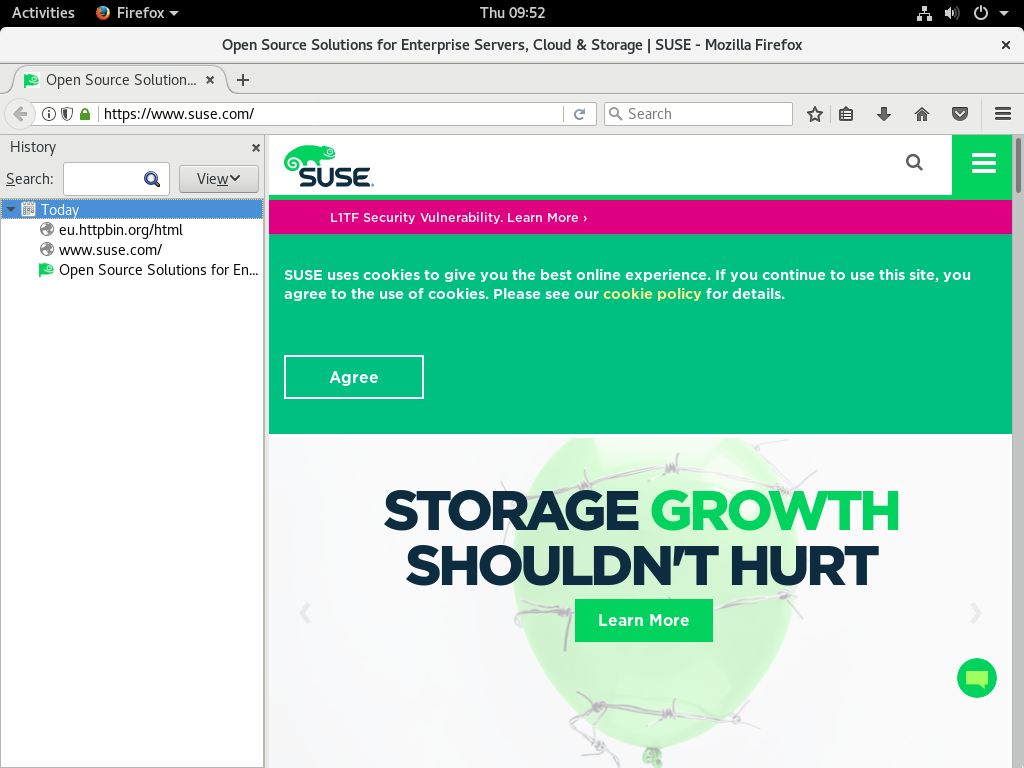 Activities Firefox Thu 09:52
Open Source Solutions for Enterprise Servers, Cloud & Storage | SUSE - Mozilla Firefox
Open Source Solution...
https://www.suse.com/ Search
History
Search: View
Today
eu.httpbin.org/html
www.suse.com/
Open Source Solutions for En...
SUSE.
L1TF Security Vulnerability. Learn More ›
SUSE uses cookies to give you the best online experience. If you continue to use this site, you
agree to the use of cookies. Please see our cookie policy for details.
Agree
STORAGE GROWTH
SHOULDN'T HURT
Learn More